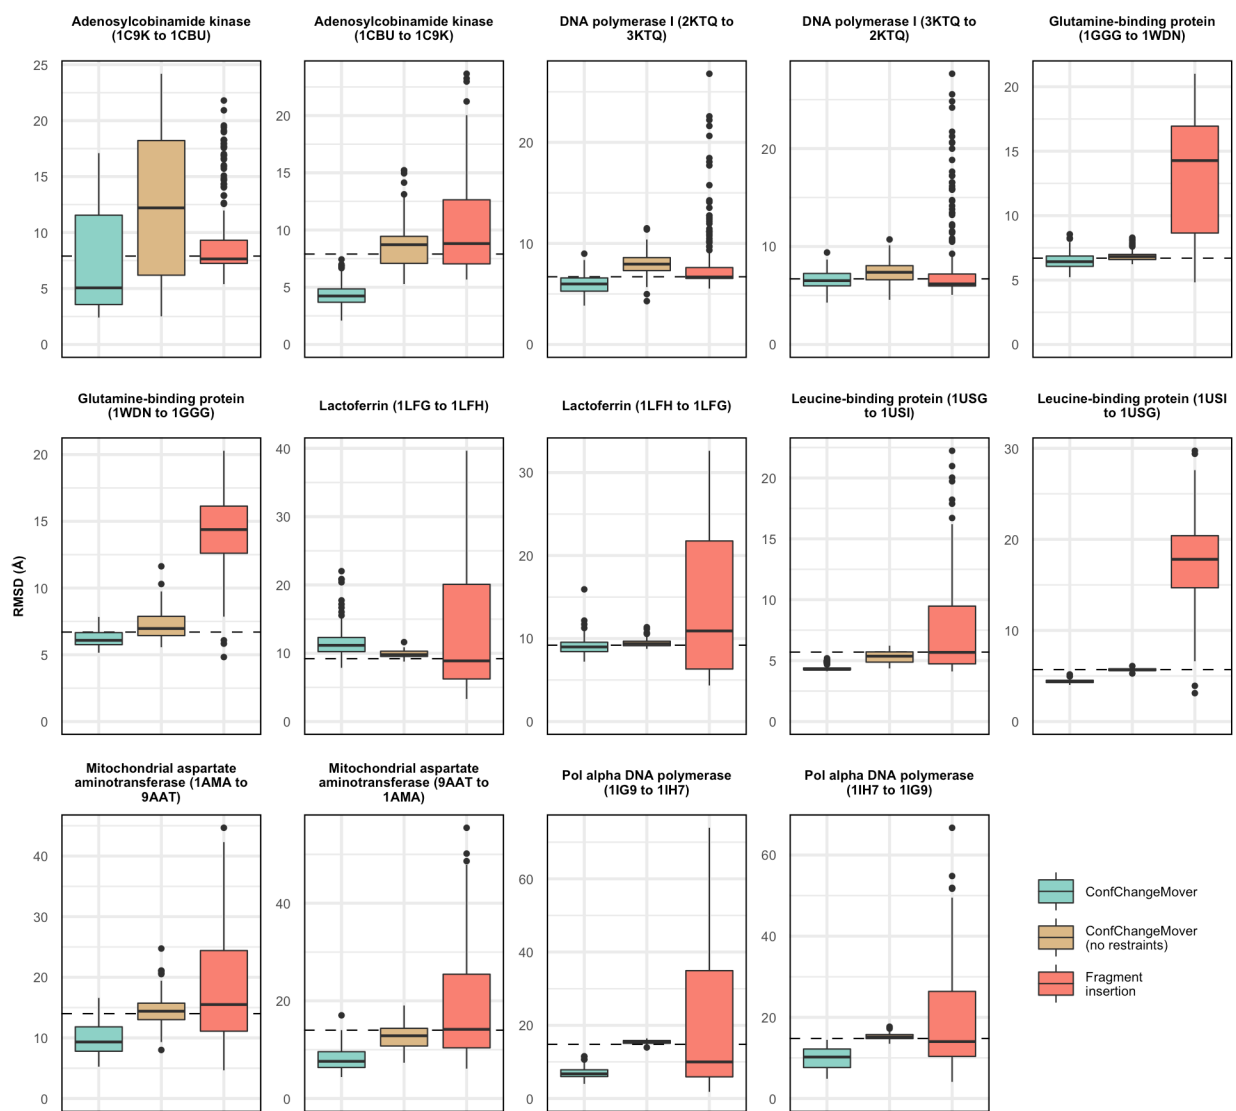 Adenosylcobinamide kinase
(1C9K to 1CBU)
Adenosylcobinamide kinase
(1CBU to 1C9K)
DNA polymerase I (2KTQ to
3KTQ)
DNA polymerase I (3KTQ to
2KTQ)
Glutamine-binding protein
(1GGG to 1WDN)
25
20
15
10
5
0
20
15
10
5
0
20
10
0
20
10
0
20
15
10
5
0
Glutamine-binding protein
(1WDN to 1GGG)
Lactoferrin (1LFG to 1LFH)
Lactoferrin (1LFH to 1LFG)
Leucine-binding protein (1USG
to 1USI)
Leucine-binding protein (1USI
to 1USG)
RMSD (Å)
20
15
10
5
0
40
30
20
10
0
30
20
10
0
20
15
10
5
0
30
20
10
0
Mitochondrial aspartate
aminotransferase (1AMA to
9AAT)
Mitochondrial aspartate
aminotransferase (9AAT to
1AMA)
Pol alpha DNA polymerase
(1IG9 to 1IH7)
Pol alpha DNA polymerase
(1IH7 to 1IG9)
40
30
20
10
0
40
20
0
60
40
20
0
60
40
20
0
ConfChangeMover
ConfChangeMover
(no restraints)
Fragment
insertion